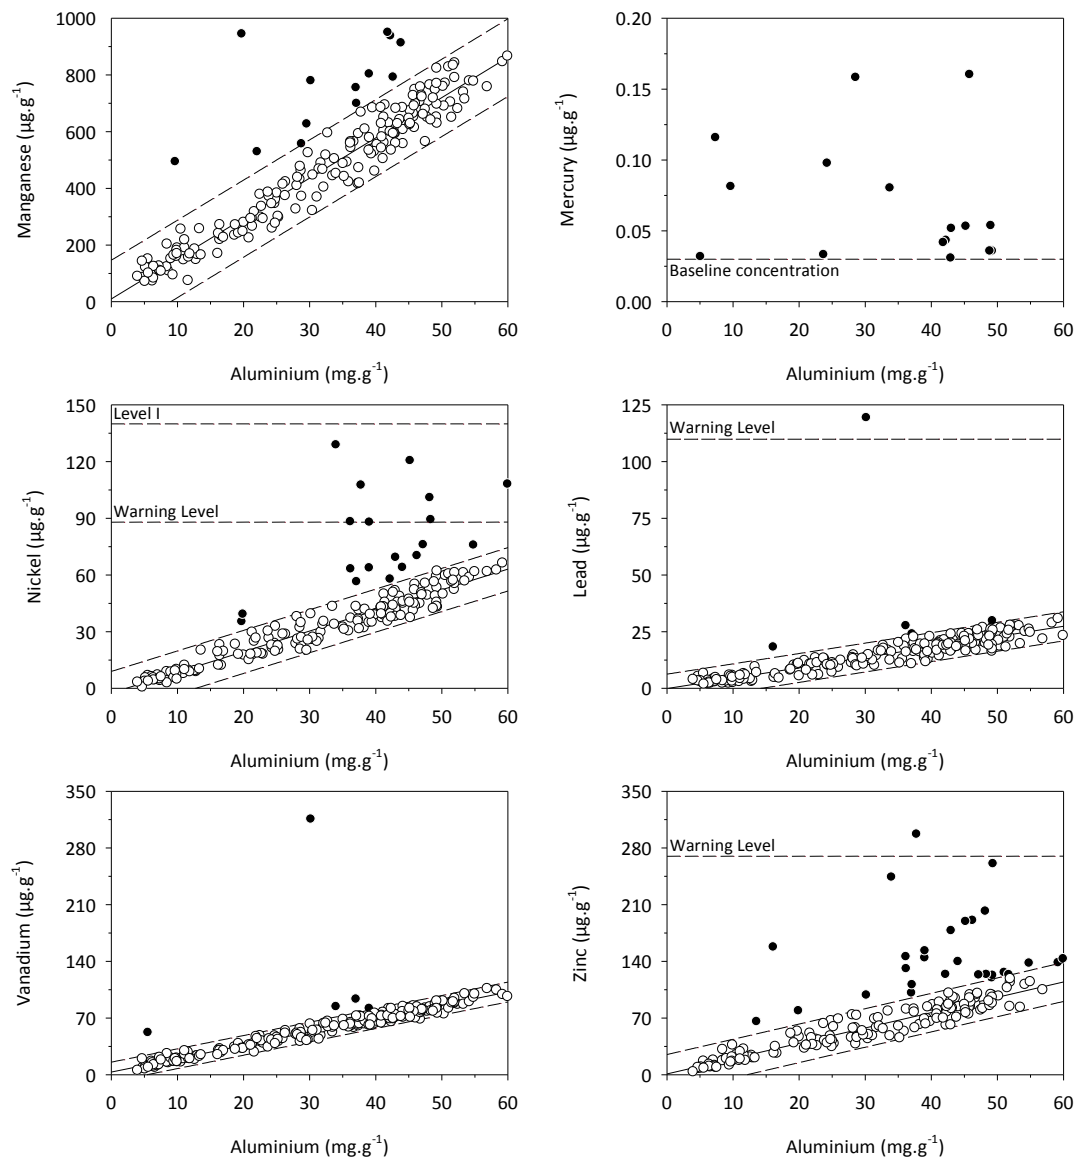 1000
800
600
400
200
0
Manganese (µg.g⁻¹)
0 10 20 30 40 50 60
Aluminium (mg.g⁻¹)
0.20
0.15
0.10
0.05
0.00
Mercury (µg.g⁻¹)
Baseline concentration
0 10 20 30 40 50 60
Aluminium (mg.g⁻¹)
150
120
90
60
30
0
Nickel (µg.g⁻¹)
Level I
Warning Level
0 10 20 30 40 50 60
Aluminium (mg.g⁻¹)
125
100
75
50
25
0
Lead (µg.g⁻¹)
Warning Level
0 10 20 30 40 50 60
Aluminium (mg.g⁻¹)
350
280
210
140
70
0
Vanadium (µg.g⁻¹)
0 10 20 30 40 50 60
Aluminium (mg.g⁻¹)
350
280
210
140
70
0
Zinc (µg.g⁻¹)
Warning Level
0 10 20 30 40 50 60
Aluminium (mg.g⁻¹)